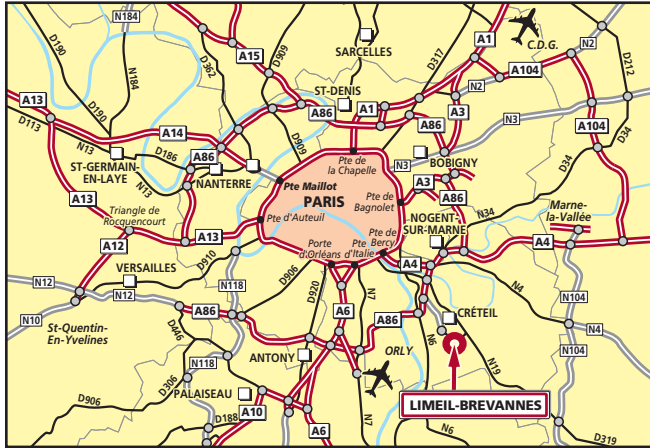 N184
D190
A15
D909
SARCELLES
D317
A1
C.D.G.
N2
D212
D362
N184
A104
A13
D190
ST-DENIS
A1
A86
N2
A3
D113
A14
A86
N3
A104
N13
D186
D909
Pte de
la Chapelle
N3
BOBIGNY
D34
D34
ST-GERMAIN-
EN-LAYE
A86
NANTERRE
N13
Pte Maillot
PARIS
Pte de
Bagnolet
A3
A86
A13
Triangle de
Rocquencourt
Pte d'Auteuil
NOGENT-
SUR-MARNE
N34
Marne-
la-Vallée
A12
A13
Pte de
Bercy
A4
D910
Porte
d'Orléans
Pte
d'Italie
A4
VERSAILLES
D906
N12
N12
N118
D920
N7
N4
N104
N10
St-Quentin-
En-Yvelines
A86
A6
A86
CRÉTEIL
N4
D446
N6
N118
ANTONY
ORLY
N104
D306
N19
PALAISEAU
D906
D188
A10
A6
N7
LIMEIL-BREVANNES
N6
D319